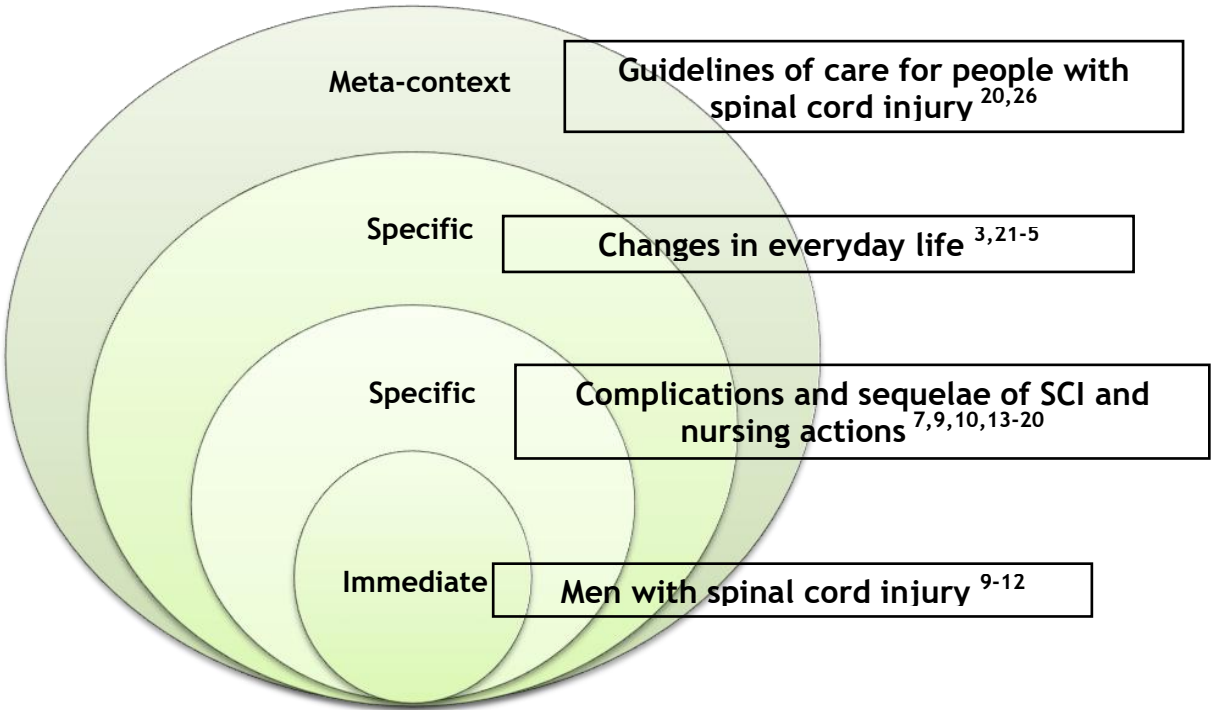 Meta-context
Guidelines of care for people with
spinal cord injury 20,26
Specific
Changes in everyday life 3,21-5
Specific
Complications and sequelae of SCI and
nursing actions 7,9,10,13-20
Immediate
Men with spinal cord injury 9-12